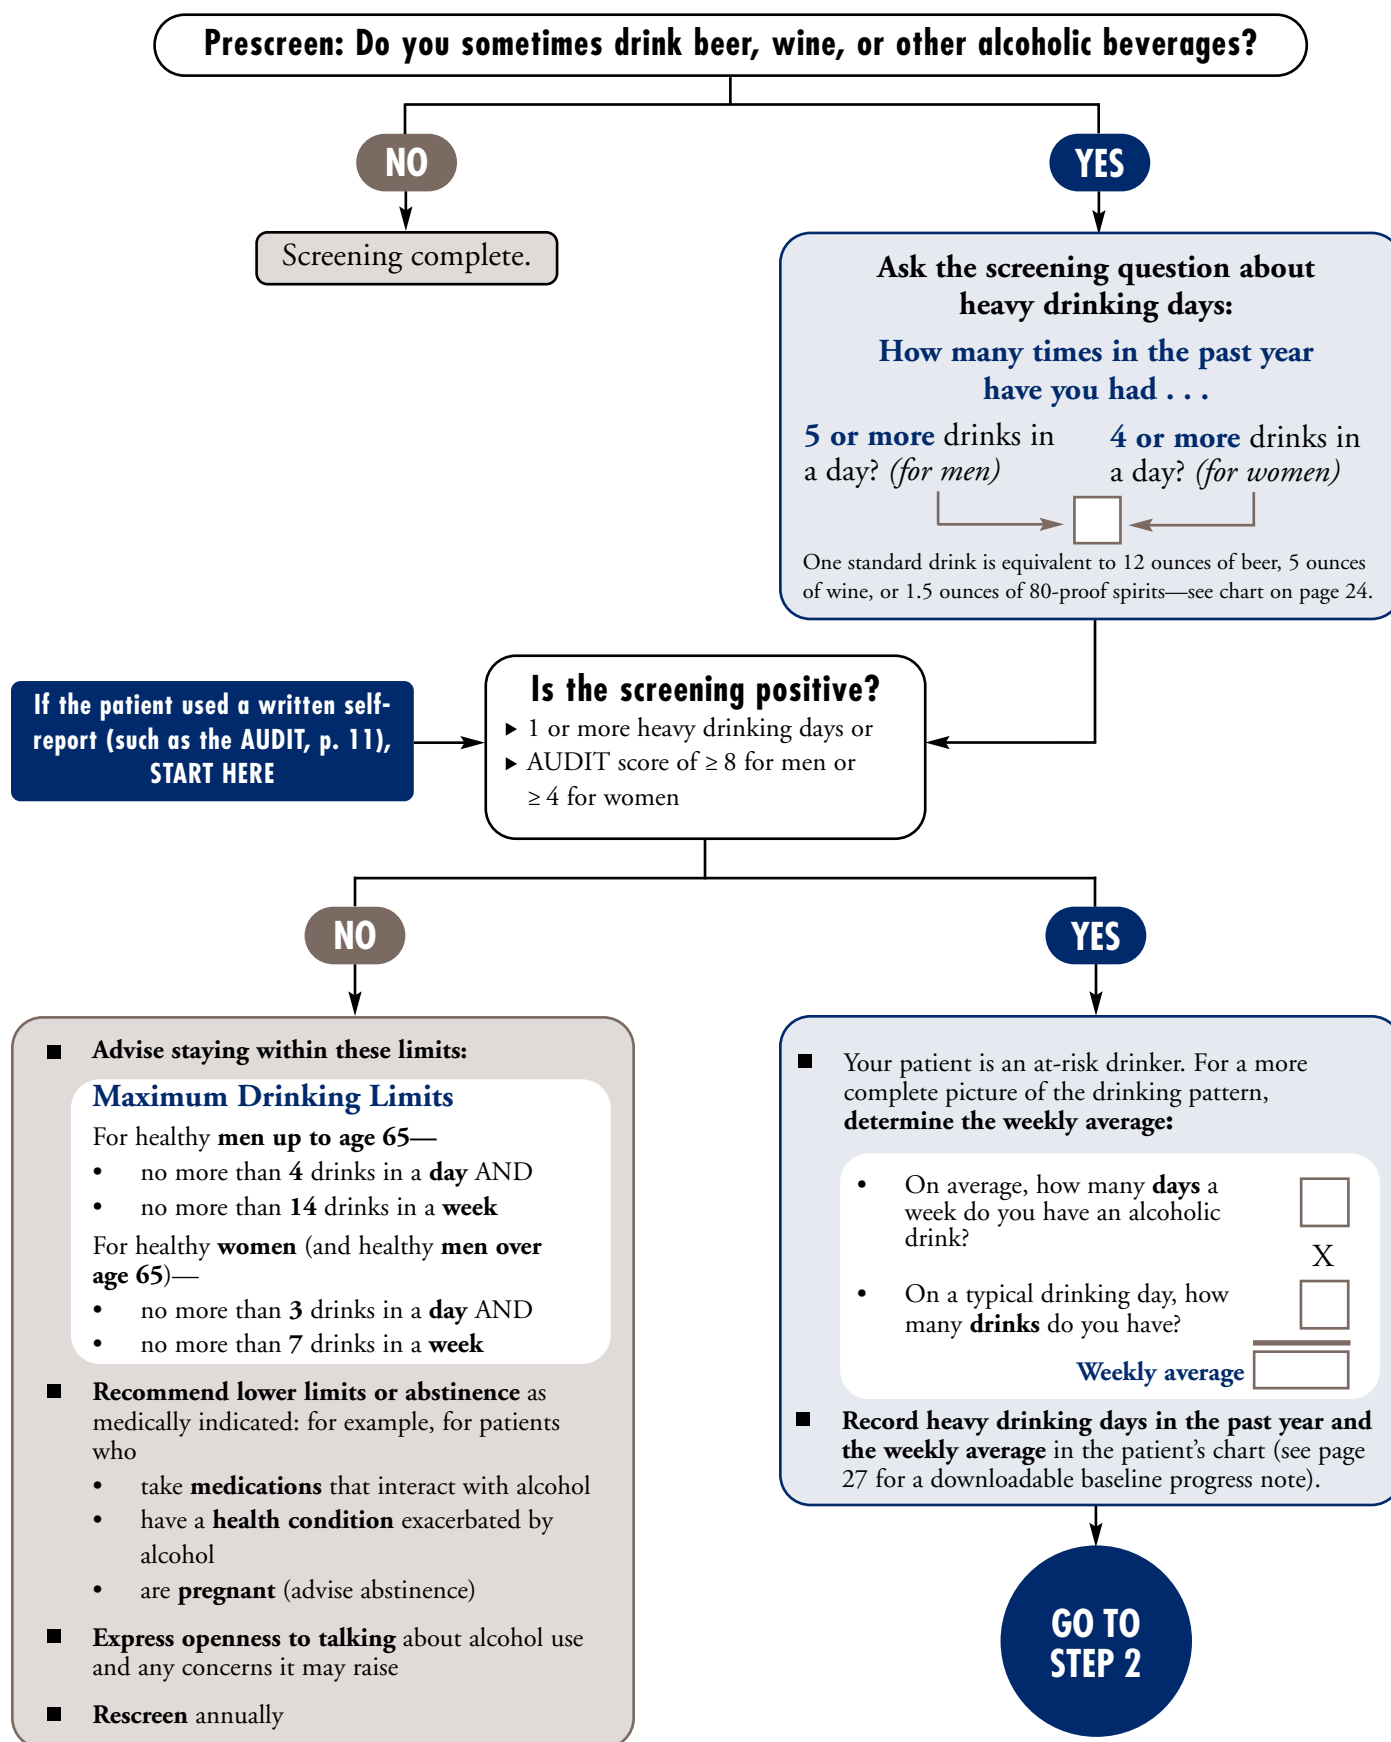 Prescreen: Do you sometimes drink beer, wine, or other alcoholic beverages?
NO
YES
Screening complete.
Ask the screening question about
heavy drinking days:
How many times in the past year
have you had . . .
5 or more drinks in
a day? (for men)
4 or more drinks in
a day? (for women)
One standard drink is equivalent to 12 ounces of beer, 5 ounces
of wine, or 1.5 ounces of 80-proof spirits—see chart on page 24.
If the patient used a written self-
report (such as the AUDIT, p. 11),
START HERE
Is the screening positive?
▶ 1 or more heavy drinking days or
▶ AUDIT score of ≥ 8 for men or
≥ 4 for women
NO
YES
■ Advise staying within these limits:
Maximum Drinking Limits
For healthy men up to age 65—
• no more than 4 drinks in a day AND
• no more than 14 drinks in a week
For healthy women (and healthy men over
age 65)—
• no more than 3 drinks in a day AND
• no more than 7 drinks in a week
■ Recommend lower limits or abstinence as
medically indicated: for example, for patients
who
• take medications that interact with alcohol
• have a health condition exacerbated by
alcohol
• are pregnant (advise abstinence)
■ Express openness to talking about alcohol use
and any concerns it may raise
■ Rescreen annually
■ Your patient is an at-risk drinker. For a more
complete picture of the drinking pattern,
determine the weekly average:
• On average, how many days a
week do you have an alcoholic
drink?
X
• On a typical drinking day, how
many drinks do you have?
Weekly average
■ Record heavy drinking days in the past year and
the weekly average in the patient’s chart (see page
27 for a downloadable baseline progress note).
GO TO
STEP 2